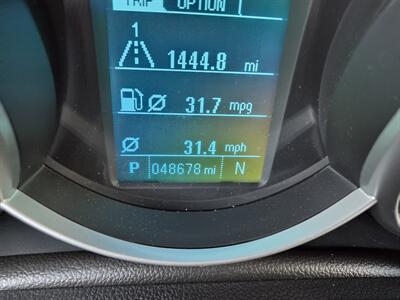 TRIP OPTION
1
1444.8 mi
31.7 mpg
31.4 mph
P 048678 mi N